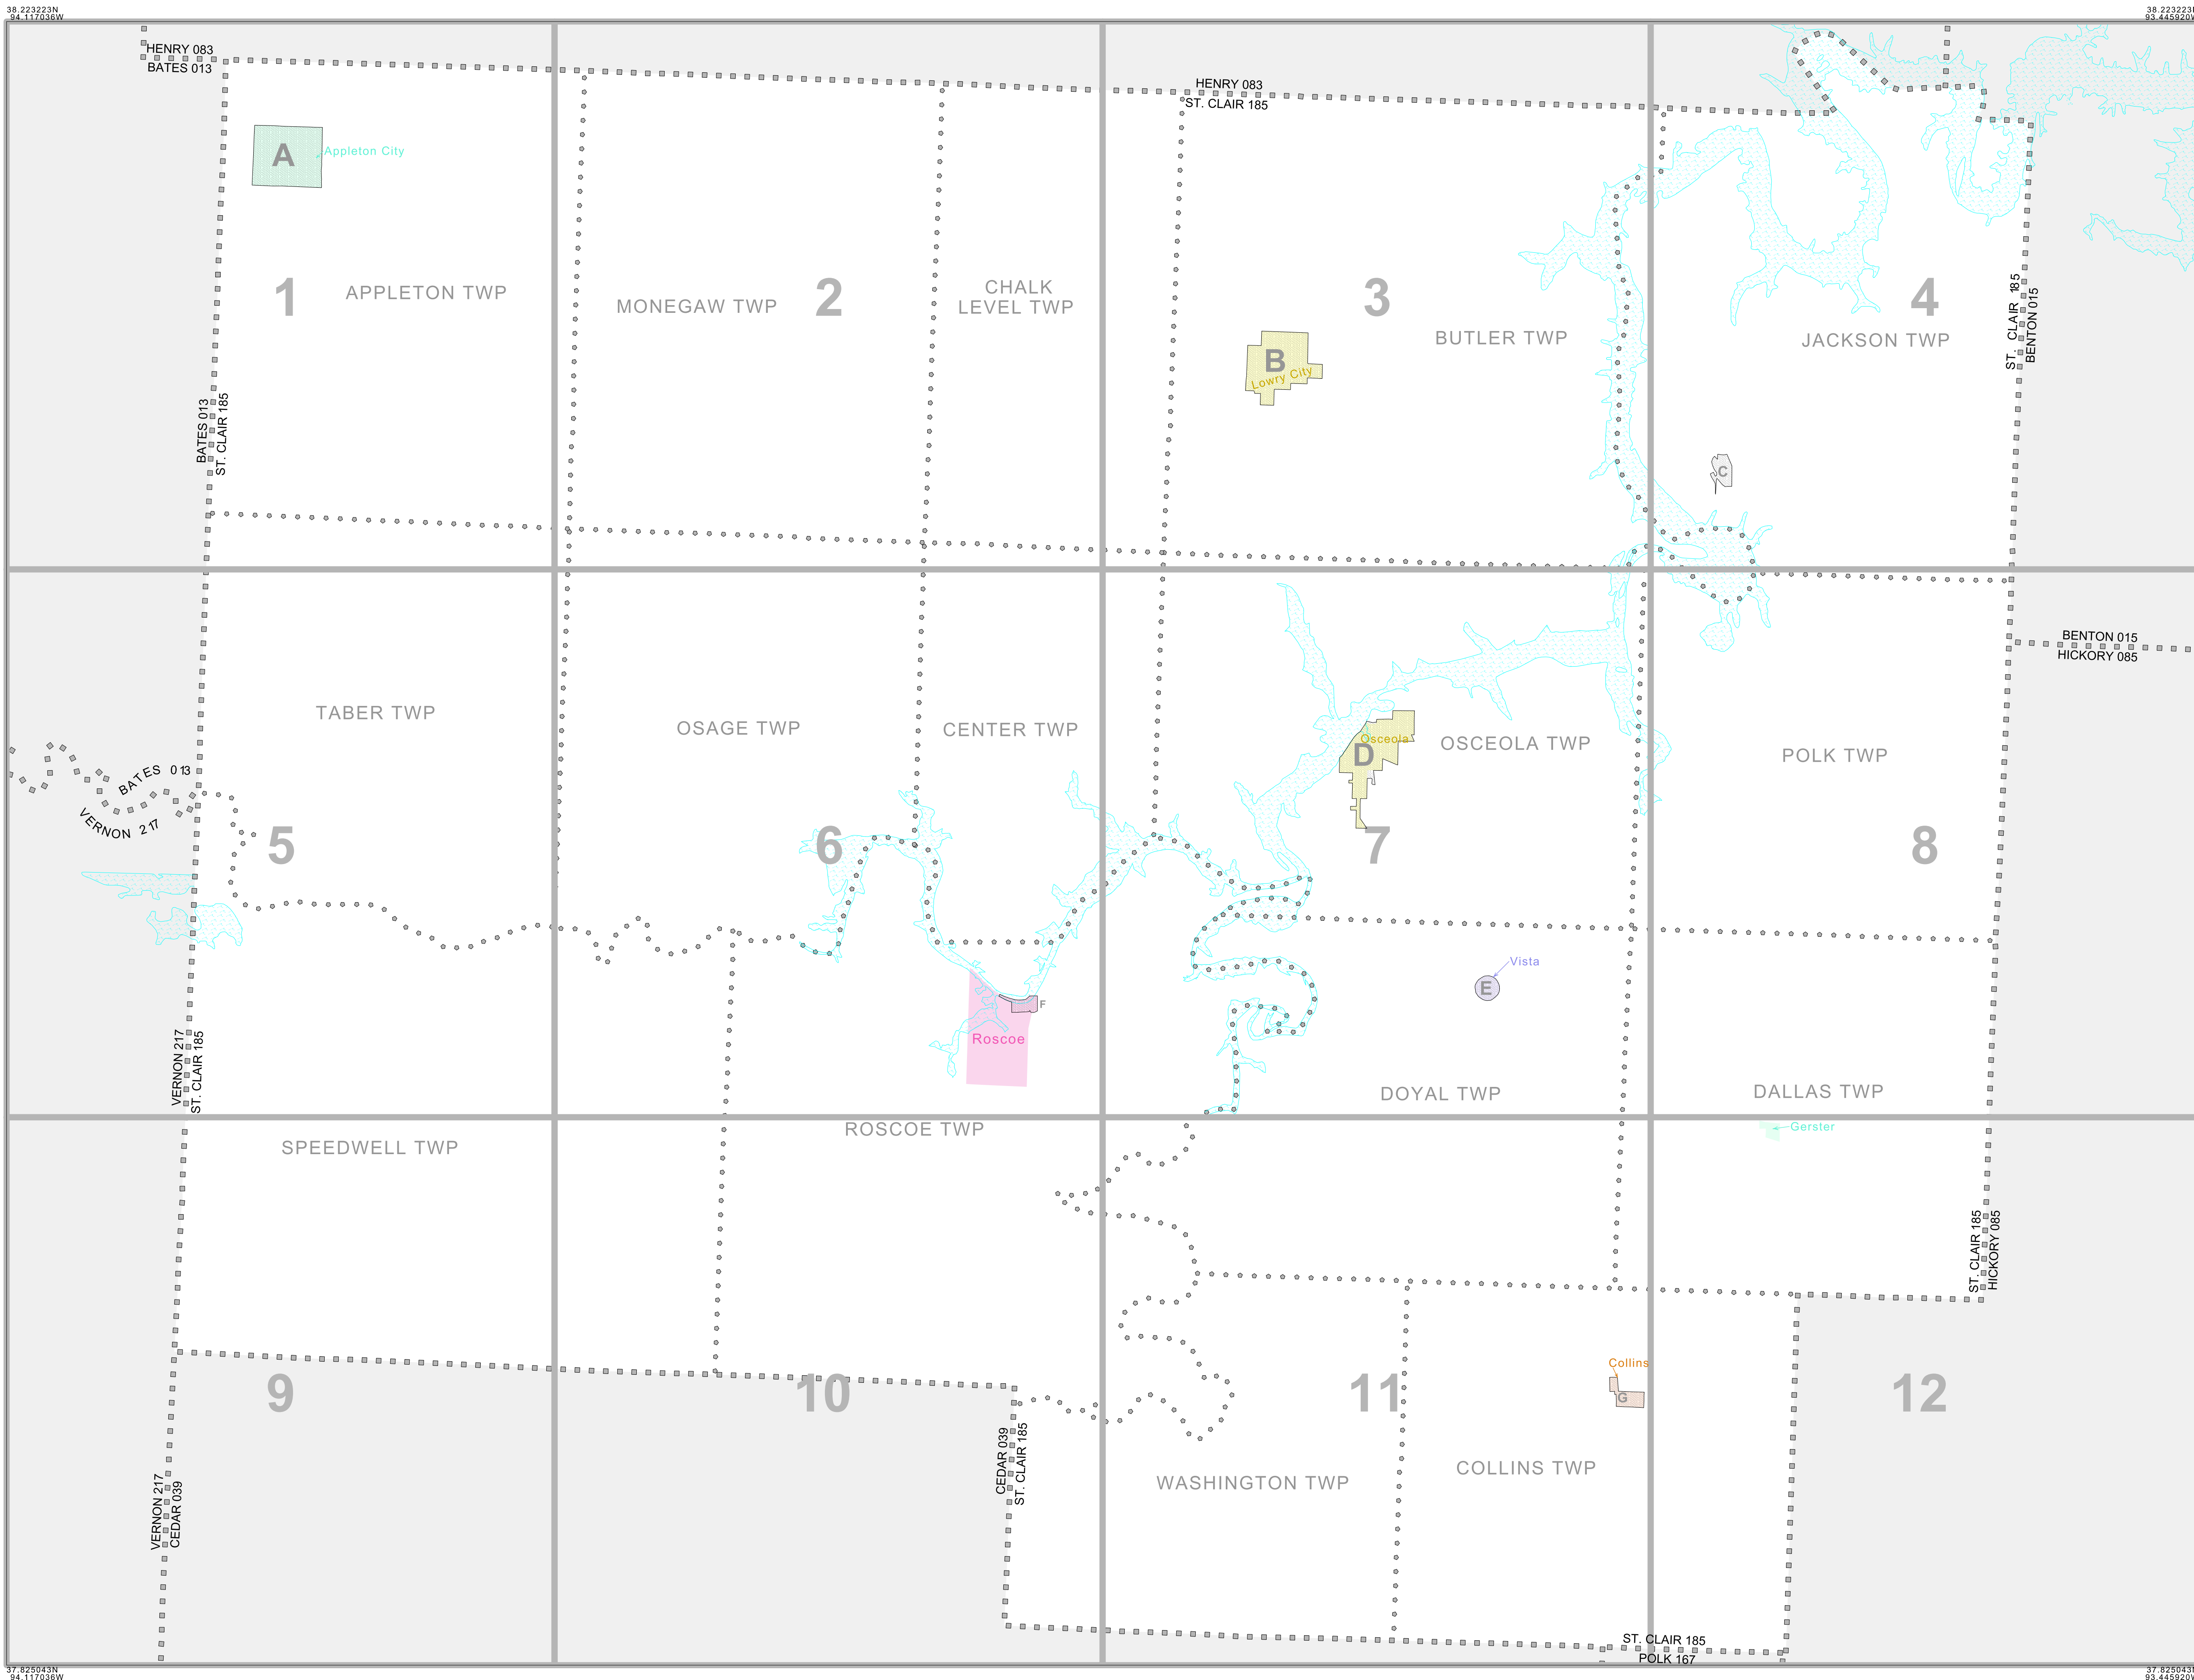 38.223223N
94.117036W
38.223223N
93.445920W
HENRY 083
BATES 013
HENRY 083
ST. CLAIR 185
A
Appleton City
1
APPLETON TWP
MONEGAW TWP
2
CHALK
LEVEL TWP
3
BUTLER TWP
4
JACKSON TWP
ST. CLAIR 185
BENTON 015
B
Lowry City
BATES 013
ST. CLAIR 185
C
BENTON 015
HICKORY 085
TABER TWP
OSAGE TWP
CENTER TWP
Osceola
D
OSCEOLA TWP
POLK TWP
BATES 013
VERNON 217
5
6
7
8
Vista
E
F
Roscoe
VERNON 217
ST. CLAIR 185
DOYAL TWP
DALLAS TWP
SPEEDWELL TWP
ROSCOE TWP
Gerster
ST. CLAIR 185
HICKORY 085
Collins
G
9
10
11
12
CEDAR 039
ST. CLAIR 185
WASHINGTON TWP
COLLINS TWP
VERNON 217
CEDAR 039
ST. CLAIR 185
POLK 167
37.825043N
94.117036W
37.825043N
93.445920W